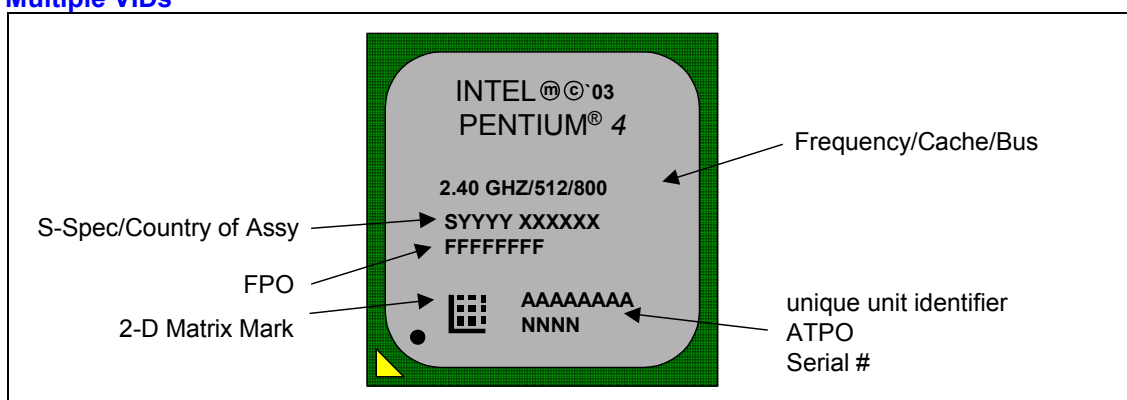 Multiple VIDs
INTEL ⓜ©`03
PENTIUM® 4
Frequency/Cache/Bus
2.40 GHZ/512/800
S-Spec/Country of Assy
SYYYY XXXXXX
FFFFFFFF
FPO
2-D Matrix Mark
AAAAAAAA
NNNN
unique unit identifier
ATPO
Serial #